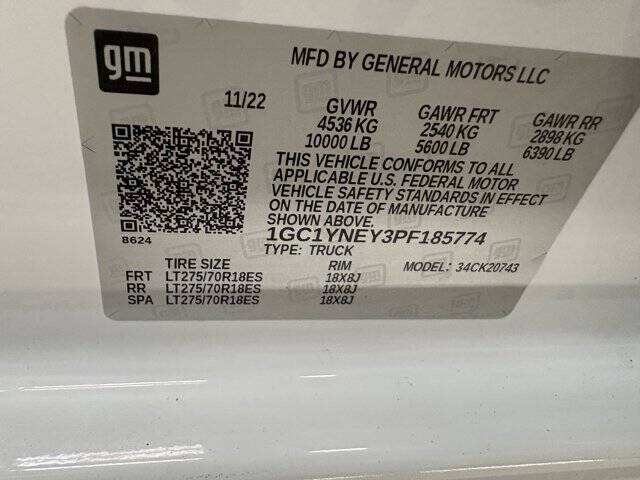 gm
MFD BY GENERAL MOTORS LLC
11/22 GVWR GAWR FRT GAWR RR
4536 KG 2540 KG 2898 KG
10000 LB 5600 LB 6390 LB
THIS VEHICLE CONFORMS TO ALL
APPLICABLE U.S. FEDERAL MOTOR
VEHICLE SAFETY STANDARDS IN EFFECT
ON THE DATE OF MANUFACTURE
SHOWN ABOVE.
8624
1GC1YNEY3PF185774
TYPE: TRUCK
TIRE SIZE RIM MODEL: 34CK20743
FRT LT275/70R18ES 18X8J
RR LT275/70R18ES 18X8J
SPA LT275/70R18ES 18X8J